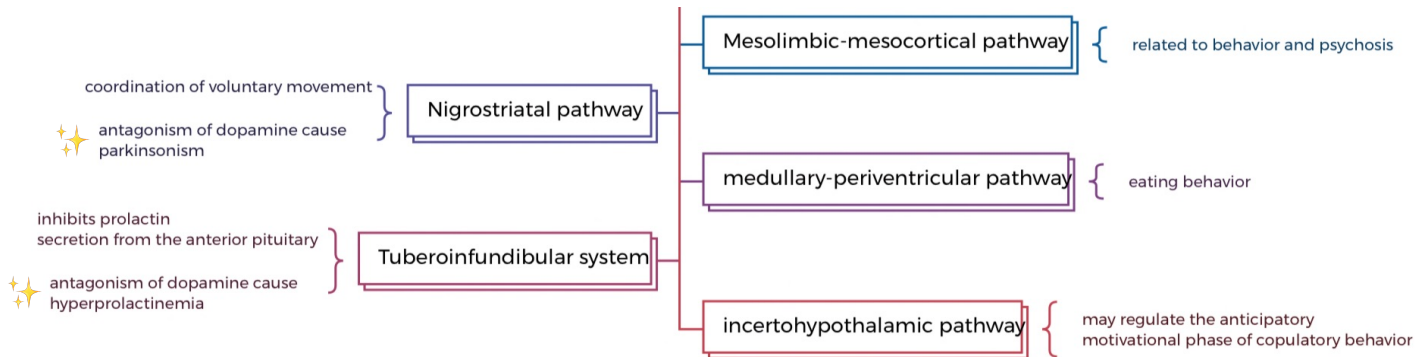 Mesolimbic-mesocortical pathway
related to behavior and psychosis
coordination of voluntary movement
antagonism of dopamine cause
parkinsonism
Nigrostriatal pathway
medullary-periventricular pathway
eating behavior
inhibits prolactin
secretion from the anterior pituitary
antagonism of dopamine cause
hyperprolactinemia
Tuberoinfundibular system
incertohypothalamic pathway
may regulate the anticipatory
motivational phase of copulatory behavior